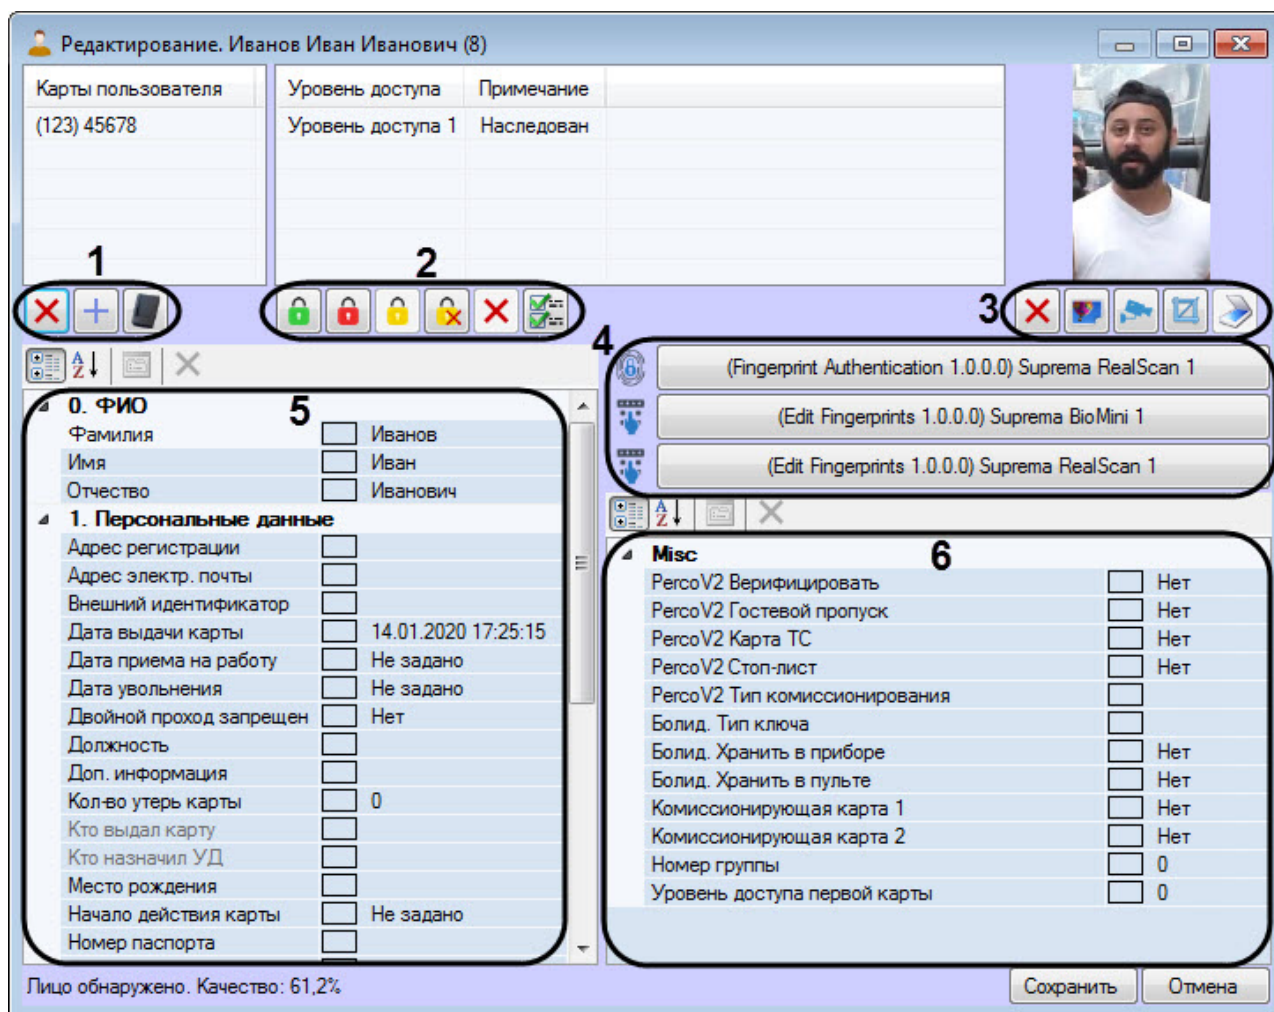 Редактирование. Иванов Иван Иванович (8)
Карты пользователя Уровень доступа Примечание
(123) 45678 Уровень доступа 1 Наследован
1 2
3
4
(Fingerprint Authentication 1.0.0.0) Suprema RealScan 1
(Edit Fingerprints 1.0.0.0) Suprema BioMini 1
(Edit Fingerprints 1.0.0.0) Suprema RealScan 1
A
Z
5
0. ФИО
Фамилия Иванов
Имя Иван
Отчество Иванович
1. Персональные данные
Адрес регистрации
Адрес электр. почты
Внешний идентификатор
Дата выдачи карты 14.01.2020 17:25:15
Дата приема на работу Не задано
Дата увольнения Не задано
Двойной проход запрещен Нет
Должность
Доп. информация
Кол-во утерь карты 0
Кто выдал карту
Кто назначил УД
Место рождения
Начало действия карты Не задано
Номер паспорта
A
Z
6
Misc
PercoV2 Верифицировать Нет
PercoV2 Гостевой пропуск Нет
PercoV2 Карта ТС Нет
PercoV2 Стоп-лист Нет
PercoV2 Тип комиссионирования
Болид. Тип ключа
Болид. Хранить в приборе Нет
Болид. Хранить в пульте Нет
Комиссионирующая карта 1 Нет
Комиссионирующая карта 2 Нет
Номер группы 0
Уровень доступа первой карты 0
Лицо обнаружено. Качество: 61,2%
Сохранить Отмена